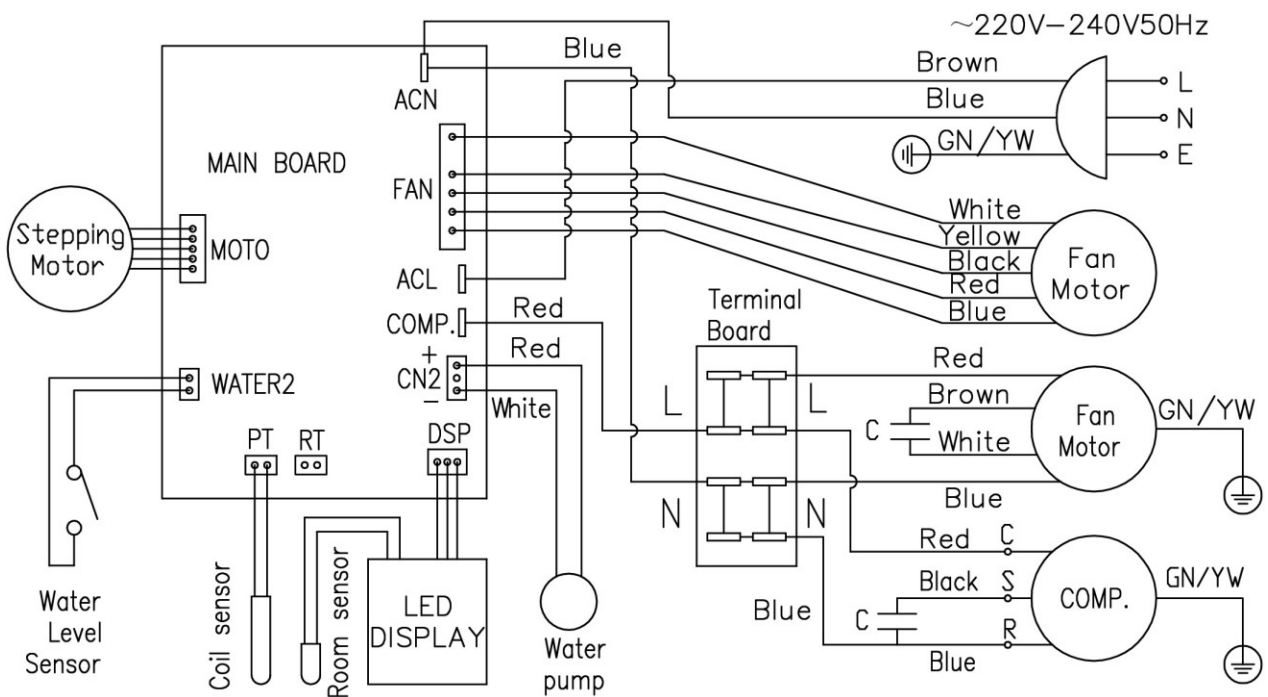 ~220V-240V50Hz
Blue
Brown
L
ACN
Blue
N
GN/YW
E
MAIN BOARD
FAN
White
Yellow
Black
Red
Blue
Fan
Motor
Stepping
Motor
MOTO
ACL
Red
Terminal
Board
COMP.
Red
+
CN2
-
White
WATER2
L
L
Red
Brown
C
White
Fan
Motor
GN/YW
Blue
PT
RT
DSP
N
N
Red
C
Black
S
C
R
Blue
Blue
COMP.
GN/YW
Water
Level
Sensor
Coil sensor
Room sensor
LED
DISPLAY
Water
pump